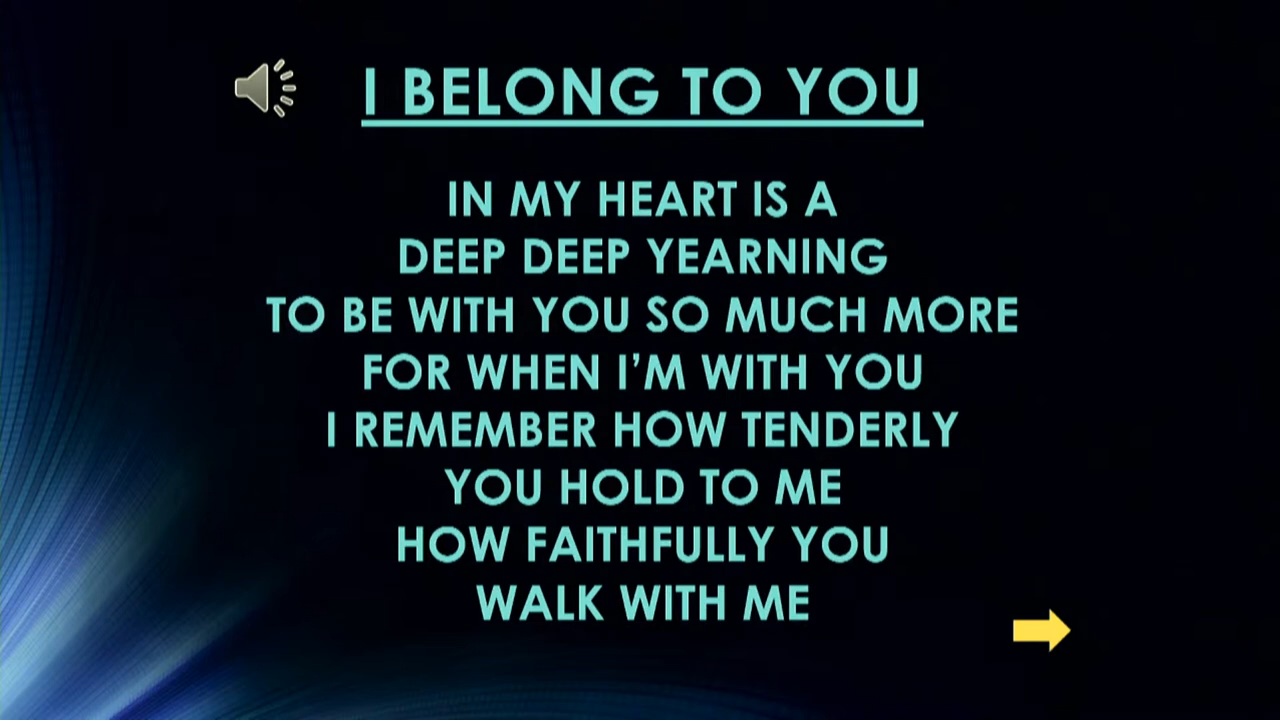 I BELONG TO YOU
IN MY HEART IS A
DEEP DEEP YEARNING
TO BE WITH YOU SO MUCH MORE
FOR WHEN I’M WITH YOU
I REMEMBER HOW TENDERLY
YOU HOLD TO ME
HOW FAITHFULLY YOU
WALK WITH ME